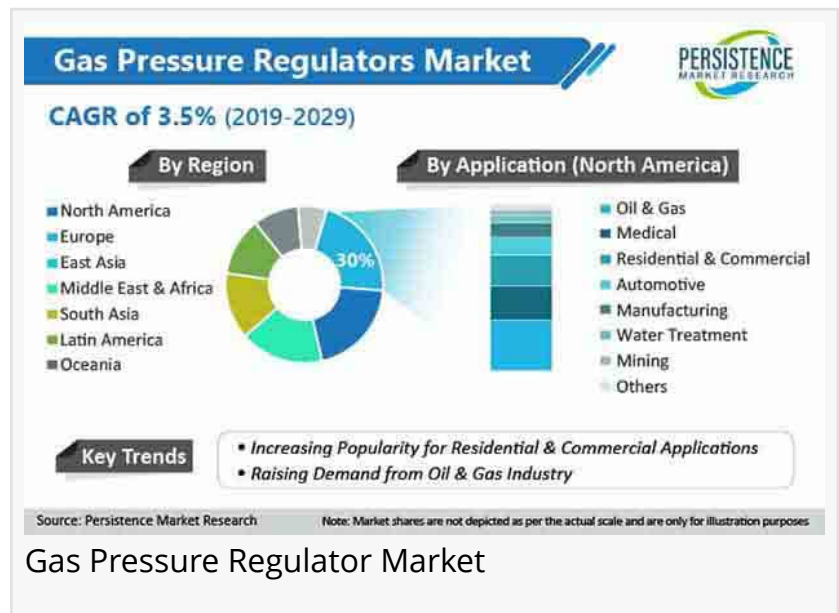 Gas Pressure Regulators Market
PERSISTENCE
MARKET RESEARCH
CAGR of 3.5% (2019-2029)
By Region
By Application (North America)
North America
Europe
East Asia
Middle East & Africa
South Asia
Latin America
Oceania
30%
Oil & Gas
Medical
Residential & Commercial
Automotive
Manufacturing
Water Treatment
Mining
Others
Key Trends
• Increasing Popularity for Residential & Commercial Applications
• Raising Demand from Oil & Gas Industry
Source: Persistence Market Research
Note: Market shares are not depicted as per the actual scale and are only for illustration purposes
Gas Pressure Regulator Market